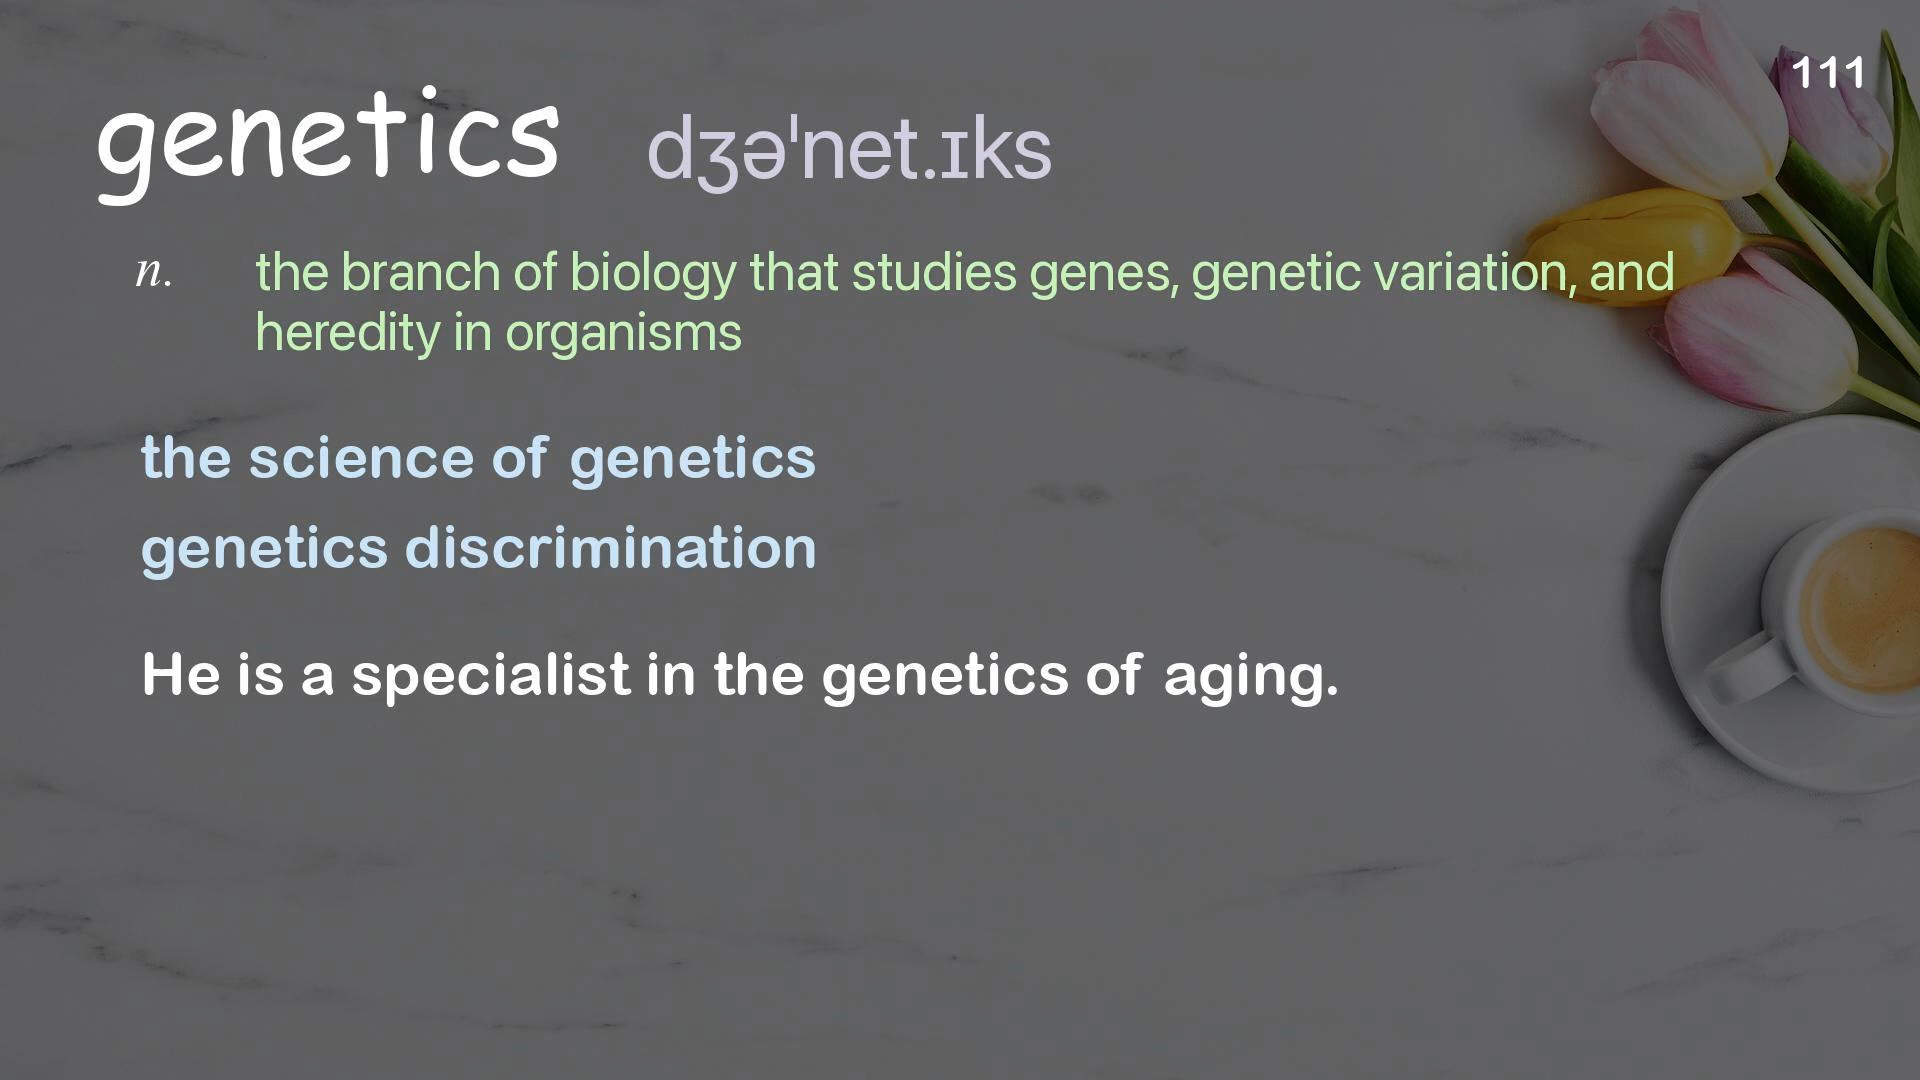 111
genetics dʒəˈnet.ɪks
n. the branch of biology that studies genes, genetic variation, and
heredity in organisms
the science of genetics
genetics discrimination
He is a specialist in the genetics of aging.